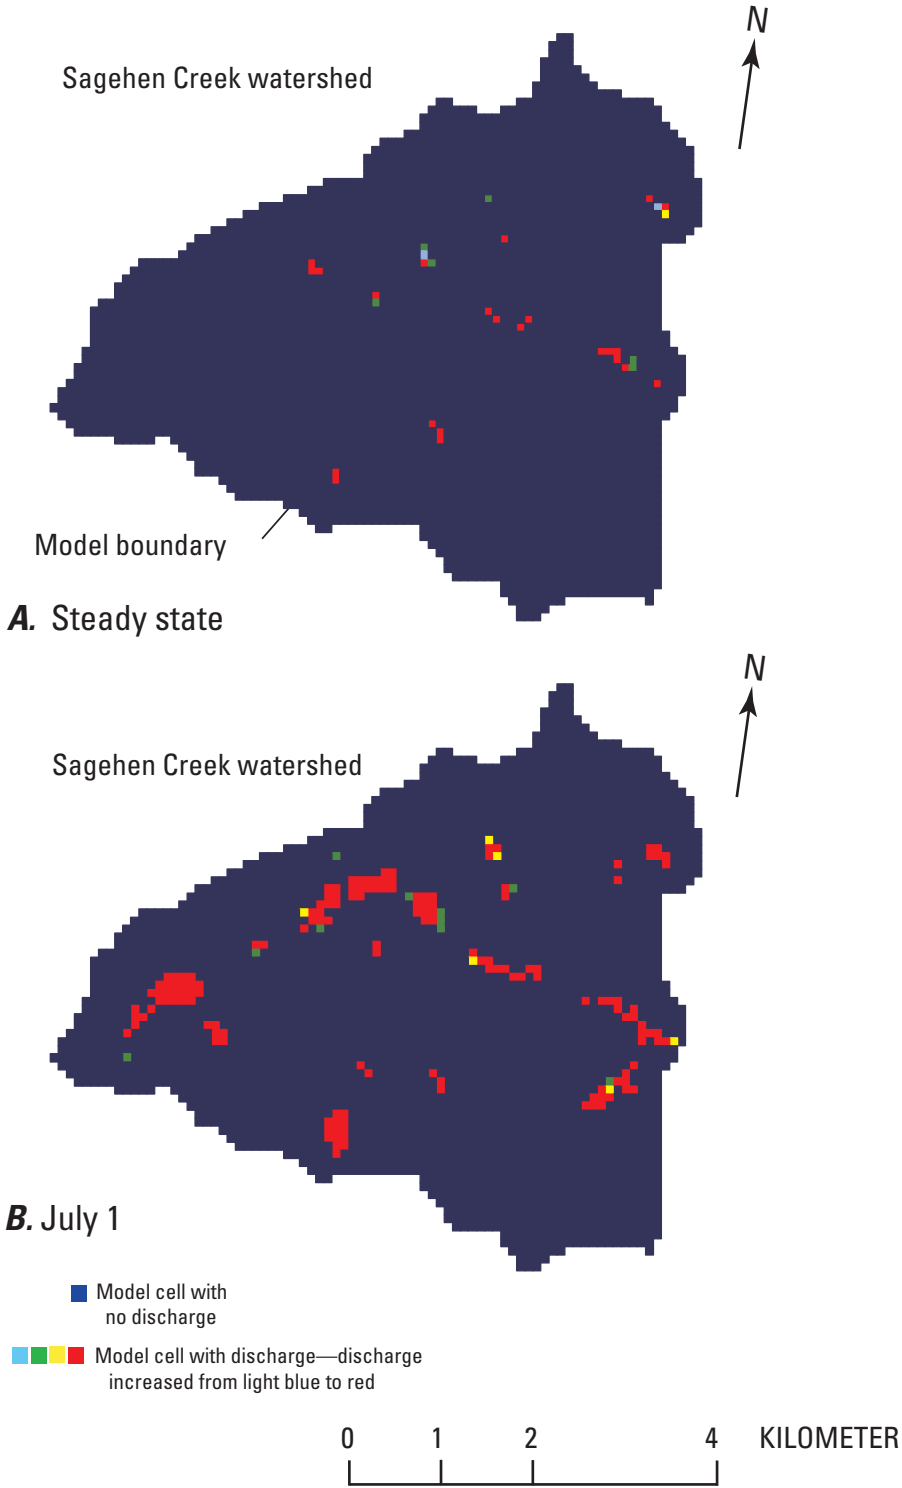 N
Sagehen Creek watershed
Model boundary
A. Steady state
N
Sagehen Creek watershed
B. July 1
Model cell with
no discharge
Model cell with discharge—discharge
increased from light blue to red
0 1 2 4 KILOMETER